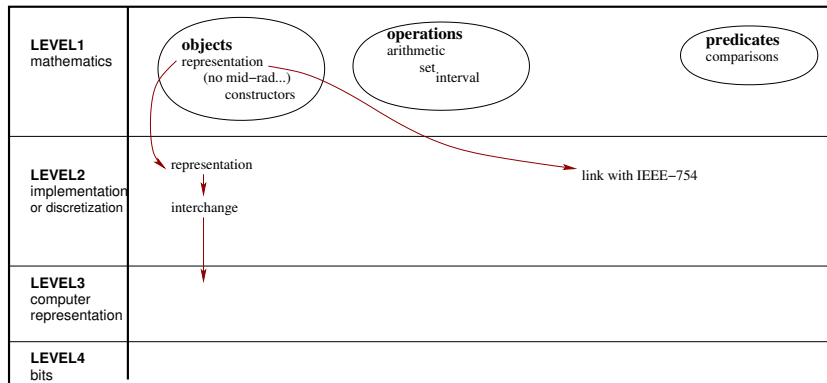 LEVEL1
mathematics
objects
representation
(no mid−rad...)
constructors
operations
arithmetic
set
interval
predicates
comparisons
LEVEL2
implementation
or discretization
representation
interchange
link with IEEE−754
LEVEL3
computer
representation
LEVEL4
bits